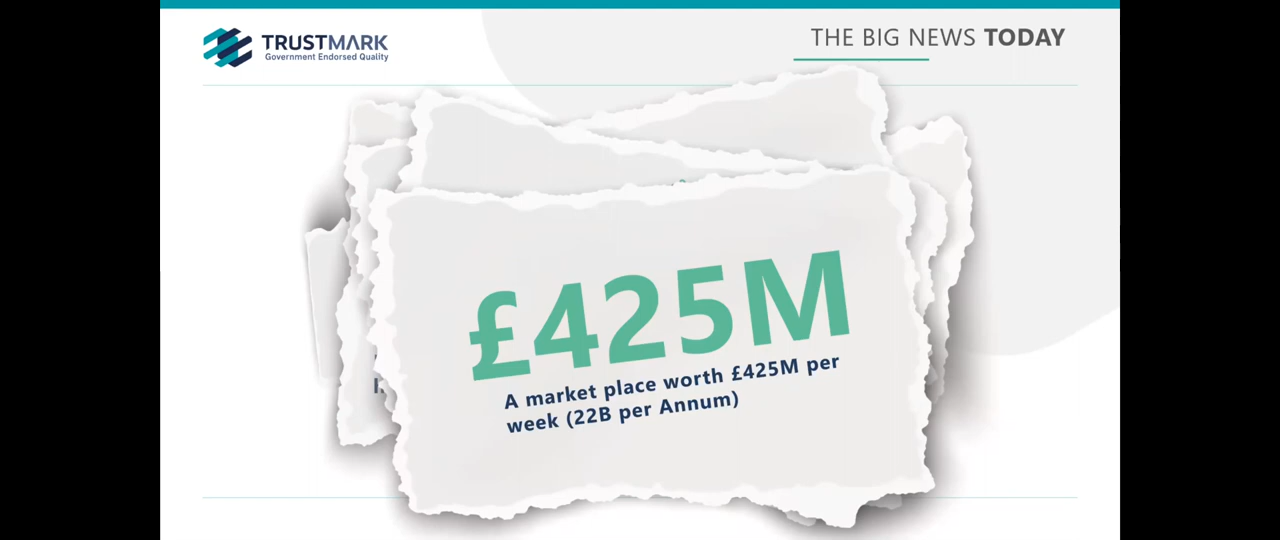 TRUSTMARK
Government Endorsed Quality
THE BIG NEWS TODAY
£425M
A market place worth £425M per
week (22B per Annum)